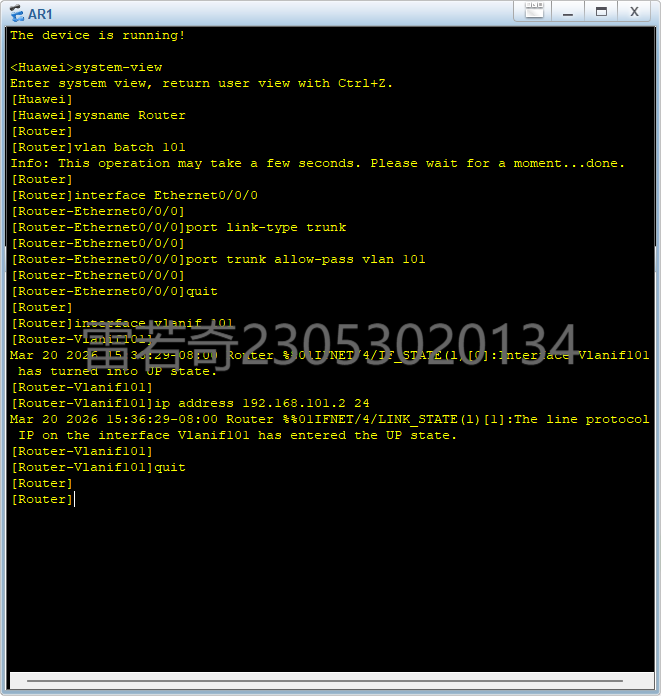 AR1
The device is running!
<Huawei>system-view
Enter system view, return user view with Ctrl+Z.
[Huawei]
[Huawei]sysname Router
[Router]
[Router]vlan batch 101
Info: This operation may take a few seconds. Please wait for a moment...done.
[Router]
[Router]interface Ethernet0/0/0
[Router-Ethernet0/0/0]
[Router-Ethernet0/0/0]port link-type trunk
[Router-Ethernet0/0/0]
[Router-Ethernet0/0/0]port trunk allow-pass vlan 101
[Router-Ethernet0/0/0]
[Router-Ethernet0/0/0]quit
[Router]
[Router]interface vlanif 101
[Router-Vlanif101]
雷若奇23053020134
Mar 20 2026 15:36:29-08:00 Router %%01IFNET/4/IF_STATE(l)[0]:Interface Vlanif101
has turned into UP state.
[Router-Vlanif101]
[Router-Vlanif101]ip address 192.168.101.2 24
Mar 20 2026 15:36:29-08:00 Router %%01IFNET/4/LINK_STATE(l)[1]:The line protocol
IP on the interface Vlanif101 has entered the UP state.
[Router-Vlanif101]
[Router-Vlanif101]quit
[Router]
[Router]